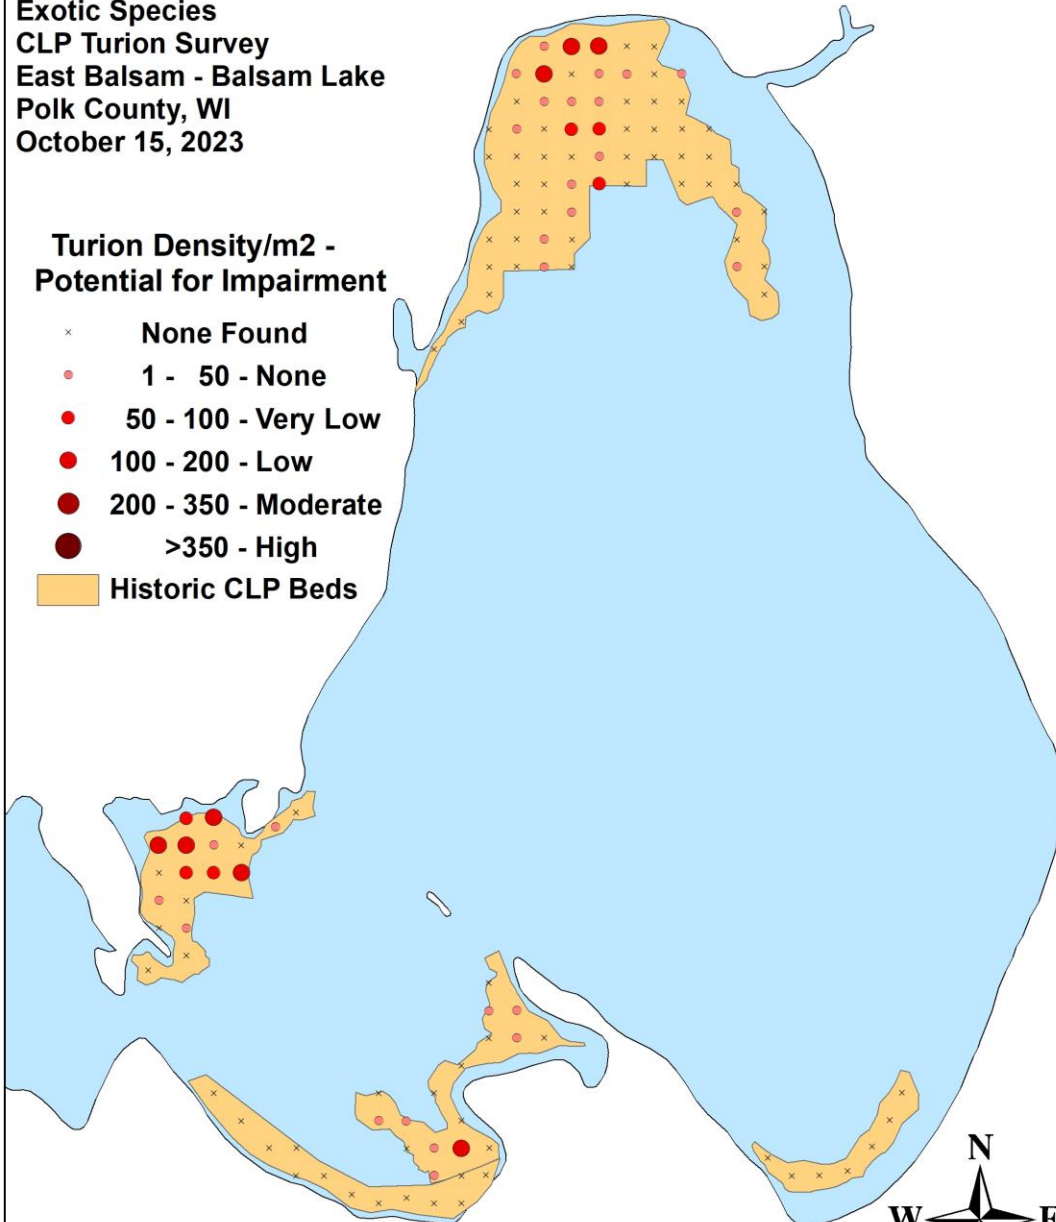 Exotic Species
CLP Turion Survey
East Balsam - Balsam Lake
Polk County, WI
October 15, 2023
Turion Density/m2 -
Potential for Impairment
None Found
1 - 50 - None
50 - 100 - Very Low
100 - 200 - Low
200 - 350 - Moderate
>350 - High
Historic CLP Beds
N
W E